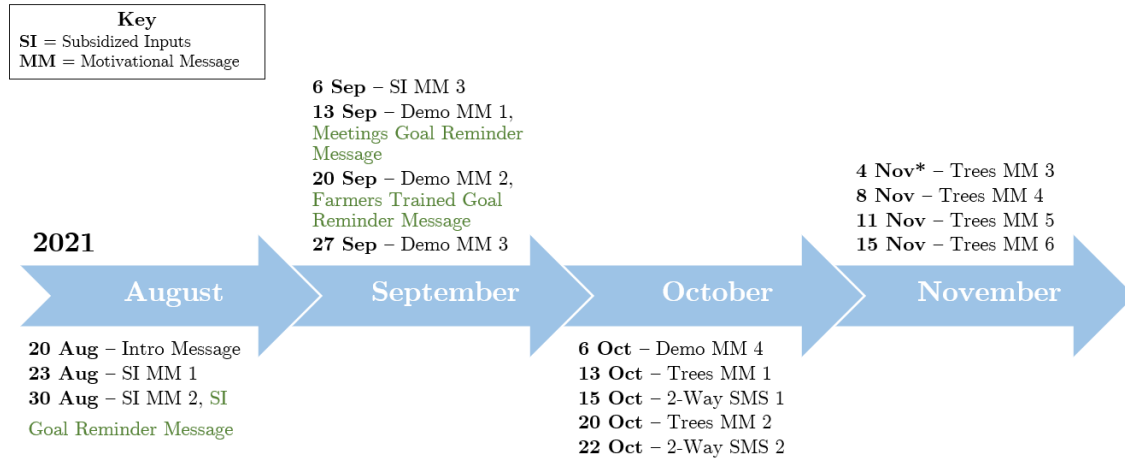 Key
SI = Subsidized Inputs
MM = Motivational Message
6 Sep – SI MM 3
13 Sep – Demo MM 1,
Meetings Goal Reminder
Message
20 Sep – Demo MM 2,
Farmers Trained Goal
Reminder Message
27 Sep – Demo MM 3
4 Nov* – Trees MM 3
8 Nov – Trees MM 4
11 Nov – Trees MM 5
15 Nov – Trees MM 6
2021
August
September
October
November
20 Aug – Intro Message
23 Aug – SI MM 1
30 Aug – SI MM 2, SI
Goal Reminder Message
6 Oct – Demo MM 4
13 Oct – Trees MM 1
15 Oct – 2-Way SMS 1
20 Oct – Trees MM 2
22 Oct – 2-Way SMS 2